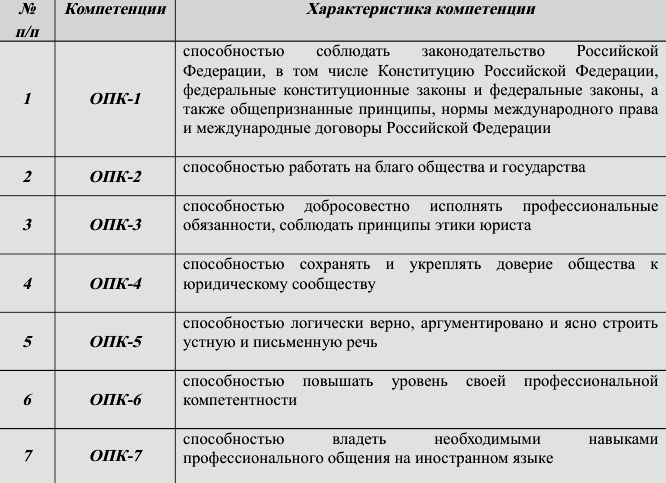 № п/п Компетенции Характеристика компетенции
1 ОПК-1 способностью соблюдать законодательство Российской
Федерации, в том числе Конституцию Российской Федерации,
федеральные конституционные законы и федеральные законы, а
также общепризнанные принципы, нормы международного права
и международные договоры Российской Федерации
2 ОПК-2 способностью работать на благо общества и государства
3 ОПК-3 способностью добросовестно исполнять профессиональные
обязанности, соблюдать принципы этики юриста
4 ОПК-4 способностью сохранять и укреплять доверие общества к
юридическому сообществу
5 ОПК-5 способностью логически верно, аргументировано и ясно строить
устную и письменную речь
6 ОПК-6 способностью повышать уровень своей профессиональной
компетентности
7 ОПК-7 способностью владеть необходимыми навыками
профессионального общения на иностранном языке